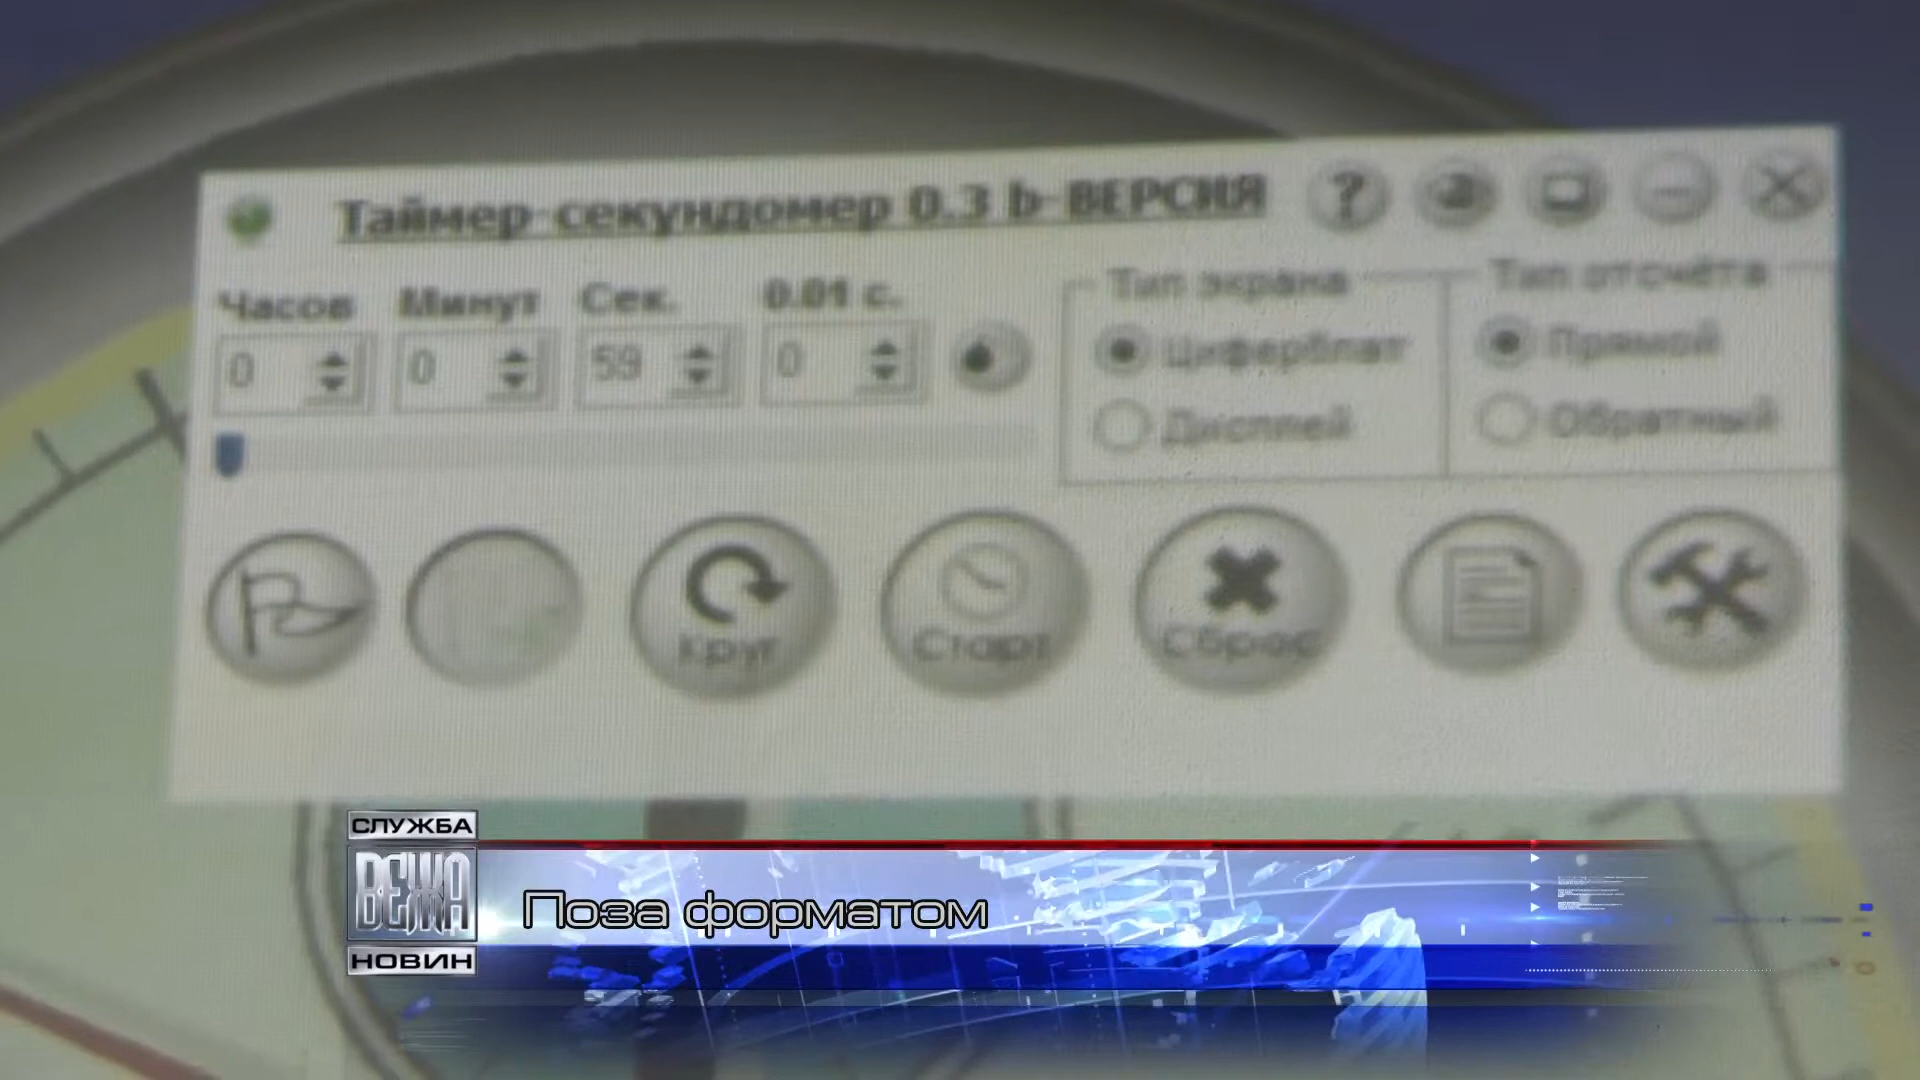 Таймер-секундомер 0.3 b-ВЕРСИЯ
?
Часов Минут Сек. 0.01 с. Тип экрана Тип отсчёта
0 0 59 0 Циферблат Прямой
Дисплей Обратный
Круг Старт Сброс
СЛУЖБА
ВЕЖА
НОВИН
Поза форматом